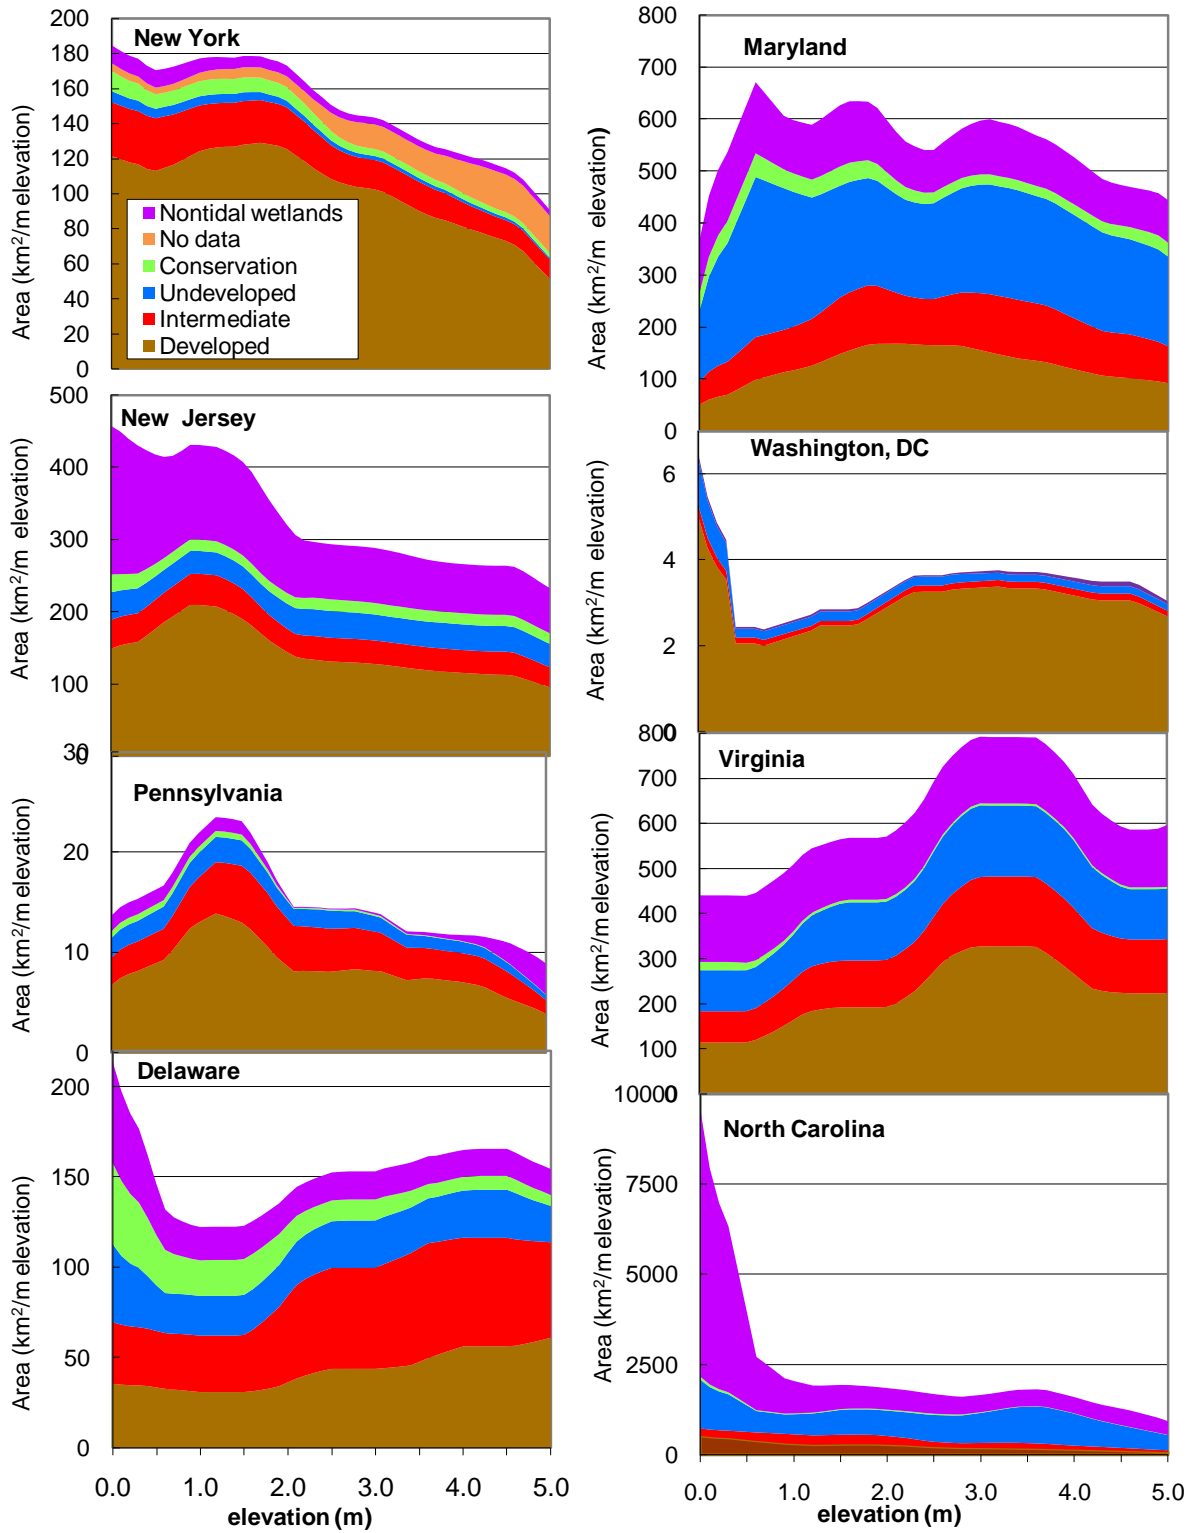 New York
Area (km²/m elevation)
200
180
160
140
120
100
80
60
40
20
0
Nontidal wetlands
No data
Conservation
Undeveloped
Intermediate
Developed
New Jersey
Area (km²/m elevation)
500
400
300
200
100
0
Pennsylvania
Area (km²/m elevation)
30
20
10
0
Delaware
Area (km²/m elevation)
200
150
100
50
0
0.0 1.0 2.0 3.0 4.0 5.0
elevation (m)
Maryland
Area (km²/m elevation)
800
700
600
500
400
300
200
100
0
Washington, DC
Area (km²/m elevation)
6
4
2
0
Virginia
Area (km²/m elevation)
800
700
600
500
400
300
200
100
0
North Carolina
Area (km²/m elevation)
10000
7500
5000
2500
0
0.0 1.0 2.0 3.0 4.0 5.0
elevation (m)